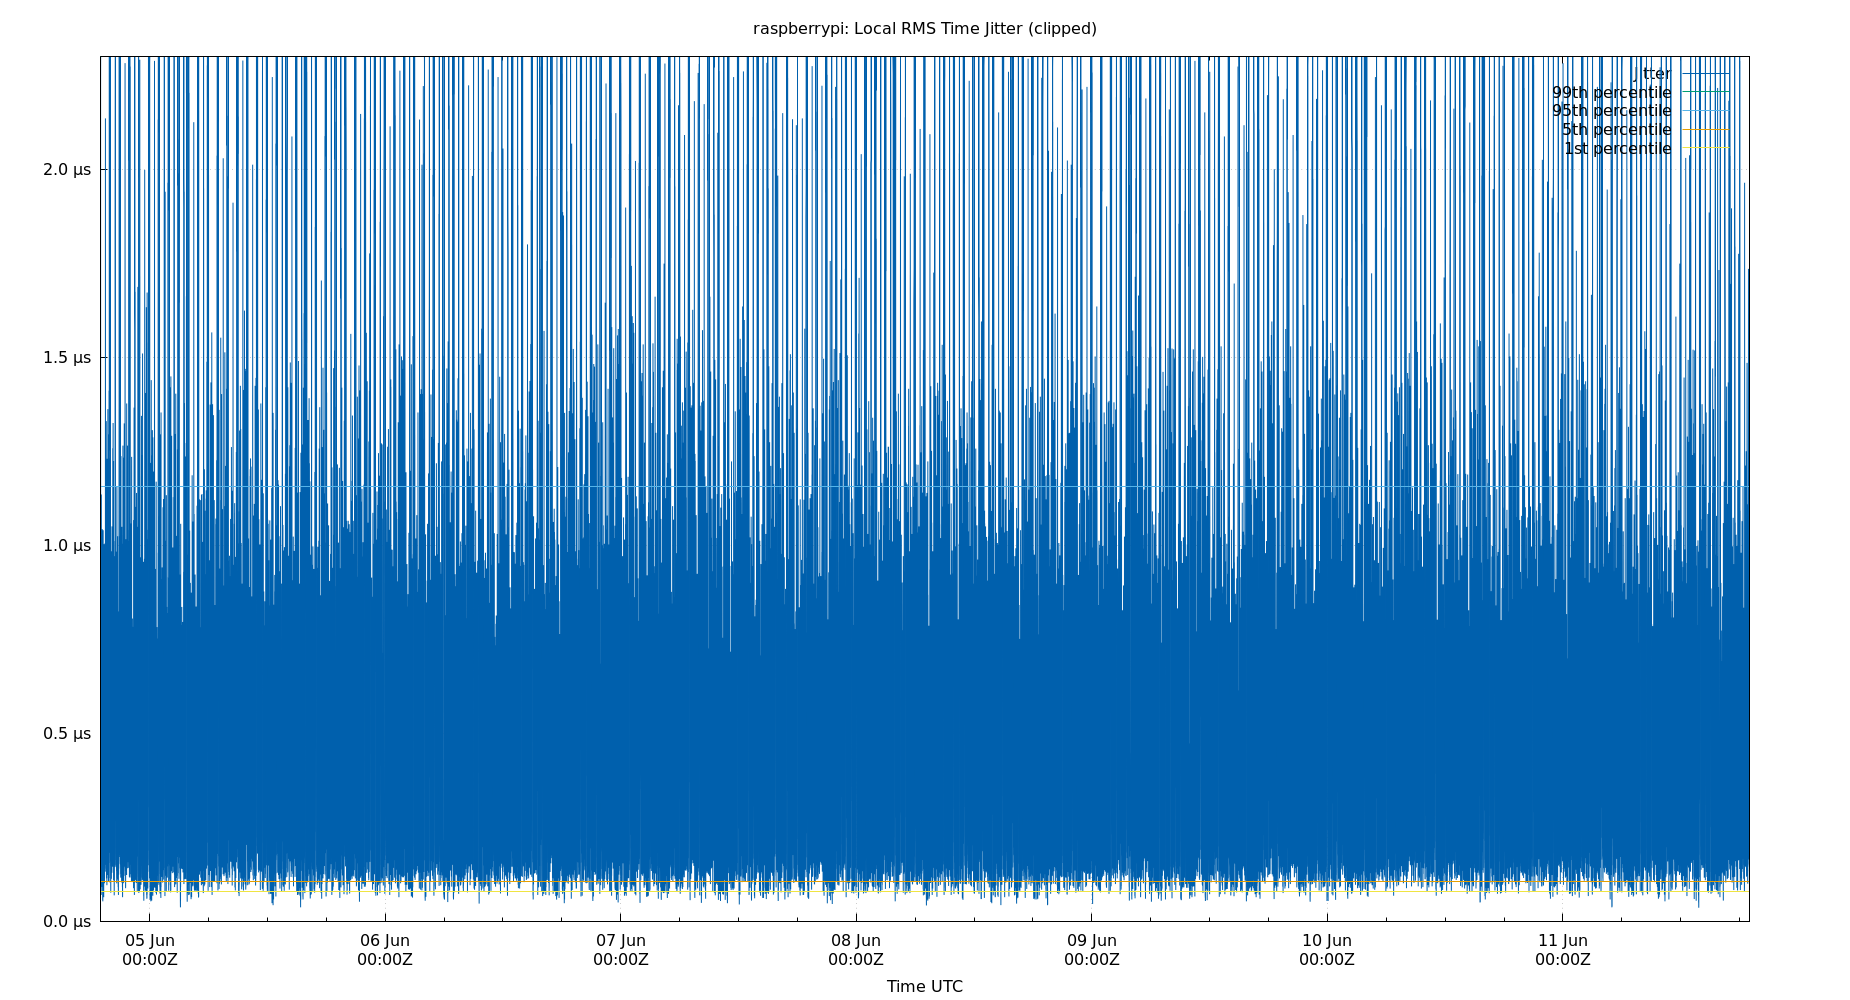 raspberrypi: Local RMS Time Jitter (clipped)
jitter
99th percentile
95th percentile
5th percentile
1st percentile
2.0 µs
1.5 µs
1.0 µs
0.5 µs
0.0 µs
05 Jun 06 Jun 07 Jun 08 Jun 09 Jun 10 Jun 11 Jun
00:00Z 00:00Z 00:00Z 00:00Z 00:00Z 00:00Z 00:00Z
Time UTC